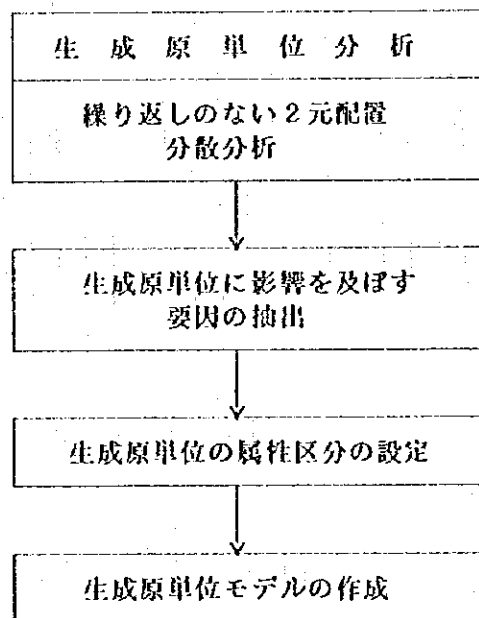 生成原単位分析
繰り返しのない2元配置
分散分析
生成原単位に影響を及ぼす
要因の抽出
生成原単位の属性区分の設定
生成原単位モデルの作成